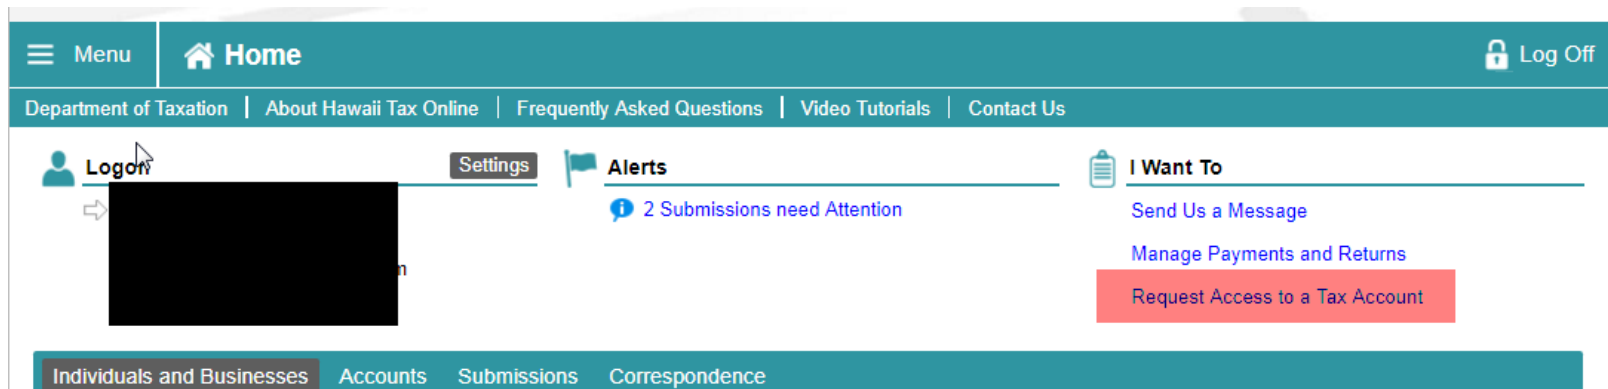 Menu
Home
Log Off
Department of Taxation
About Hawaii Tax Online
Frequently Asked Questions
Video Tutorials
Contact Us
Logon
Settings
Alerts
2 Submissions need Attention
I Want To
Send Us a Message
Manage Payments and Returns
Request Access to a Tax Account
Individuals and Businesses
Accounts
Submissions
Correspondence